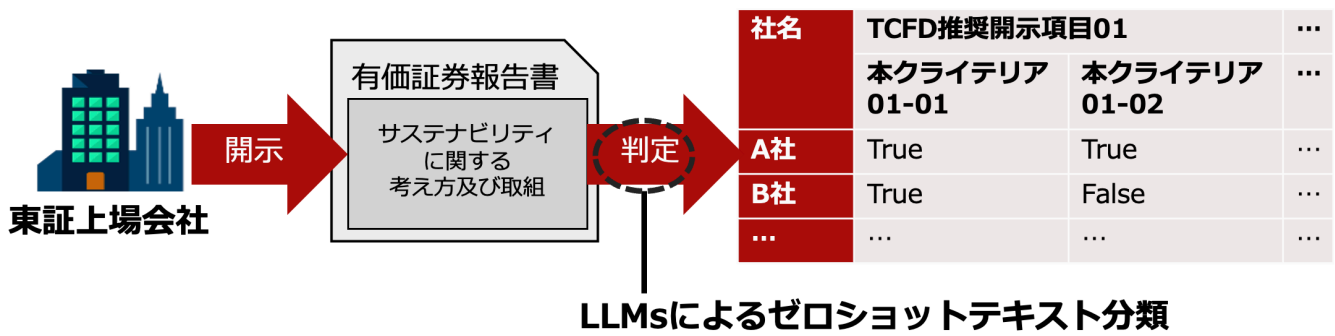 東証上場会社
開示
有価証券報告書
サステナビリティ
に関する
考え方及び取組
判定
LLMsによるゼロショットテキスト分類
社名 TCFD推奨開示項目01 …
本クライテリア 本クライテリア …
01-01 01-02
A社 True True …
B社 True False …
… … … …